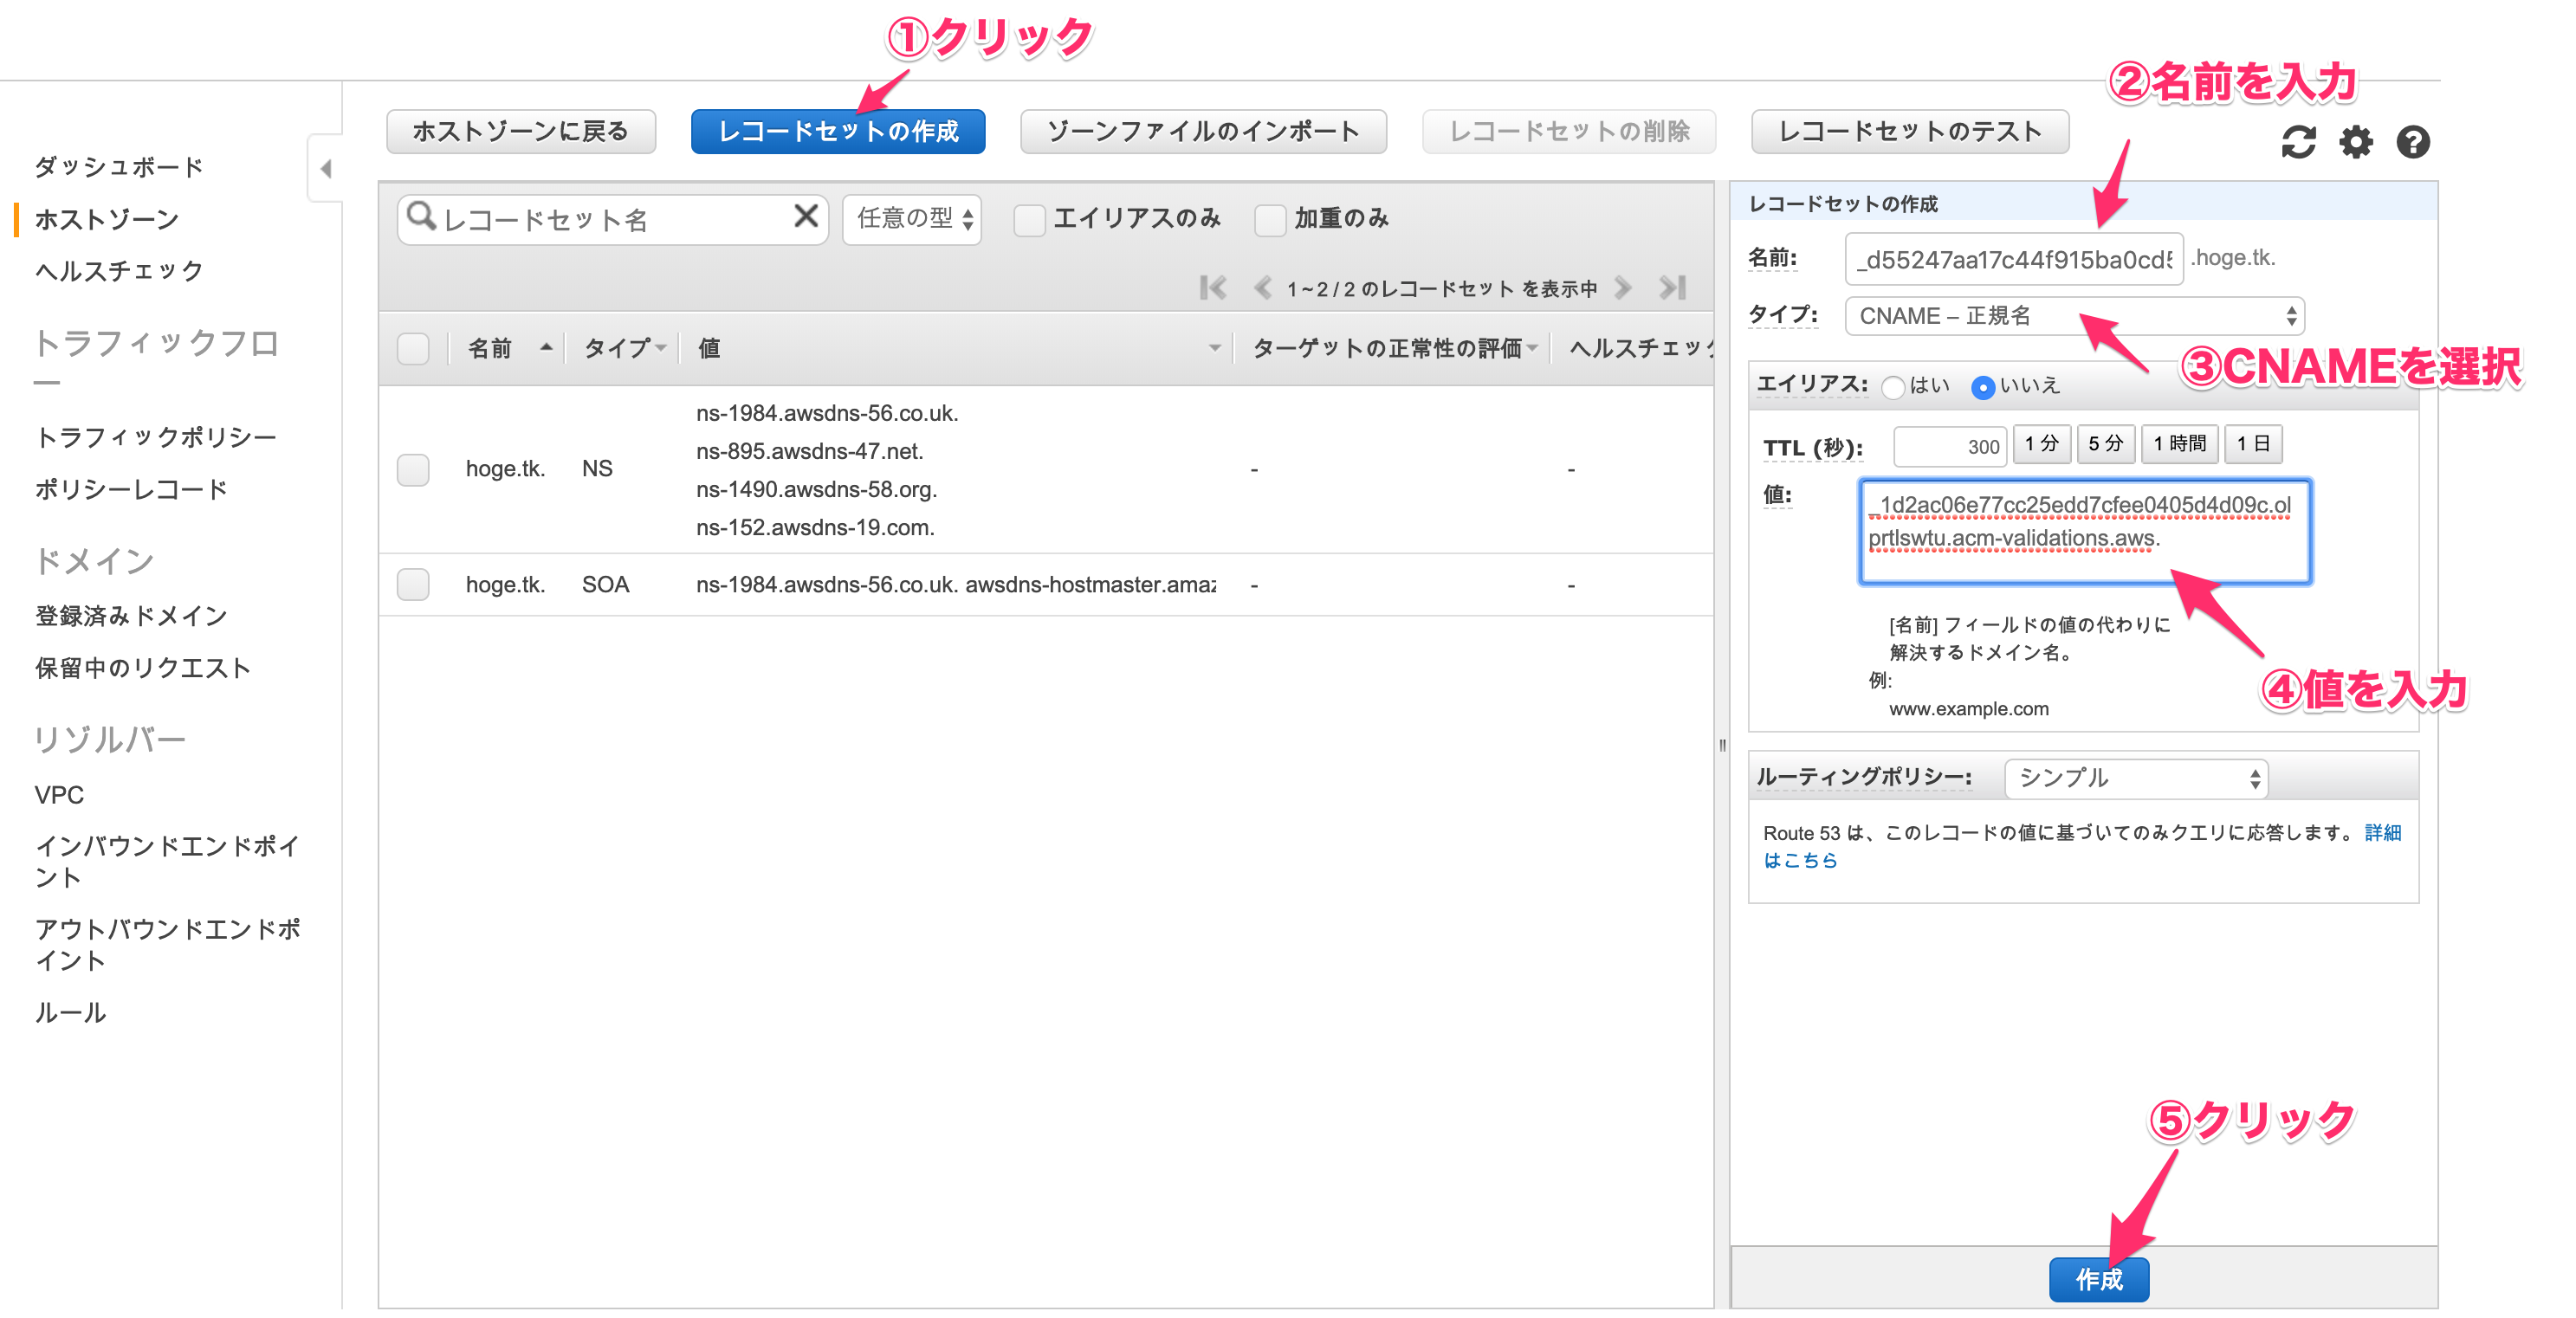 ①クリック
②名前を入力
ホストゾーンに戻る
レコードセットの作成
ゾーンファイルのインポート
レコードセットの削除
レコードセットのテスト
ダッシュボード
ホストゾーン
ヘルスチェック
トラフィックフロ
ー
トラフィックポリシー
ポリシーレコード
ドメイン
登録済みドメイン
保留中のリクエスト
リゾルバー
VPC
インバウンドエンドポイ
ント
アウトバウンドエンドポ
イント
ルール
レコードセット名
任意の型
エイリアスのみ
加重のみ
1~2 / 2 のレコードセット を表示中
名前 タイプ 値 ターゲットの正常性の評価 ヘルスチェック
hoge.tk. NS
ns-1984.awsdns-56.co.uk.
ns-895.awsdns-47.net.
ns-1490.awsdns-58.org.
ns-152.awsdns-19.com.
- -
hoge.tk. SOA ns-1984.awsdns-56.co.uk. awsdns-hostmaster.amaz - -
レコードセットの作成
名前: _d55247aa17c44f915ba0cd5 .hoge.tk.
タイプ: CNAME – 正規名
③CNAMEを選択
エイリアス: はい いいえ
TTL (秒): 300 1 分 5 分 1 時間 1 日
値: _1d2ac06e77cc25edd7cfee0405d4d09c.ol
prtlswtu.acm-validations.aws.
[名前] フィールドの値の代わりに
解決するドメイン名。
例:
www.example.com
④値を入力
ルーティングポリシー: シンプル
Route 53 は、このレコードの値に基づいてのみクエリに応答します。 詳細
はこちら
⑤クリック
作成